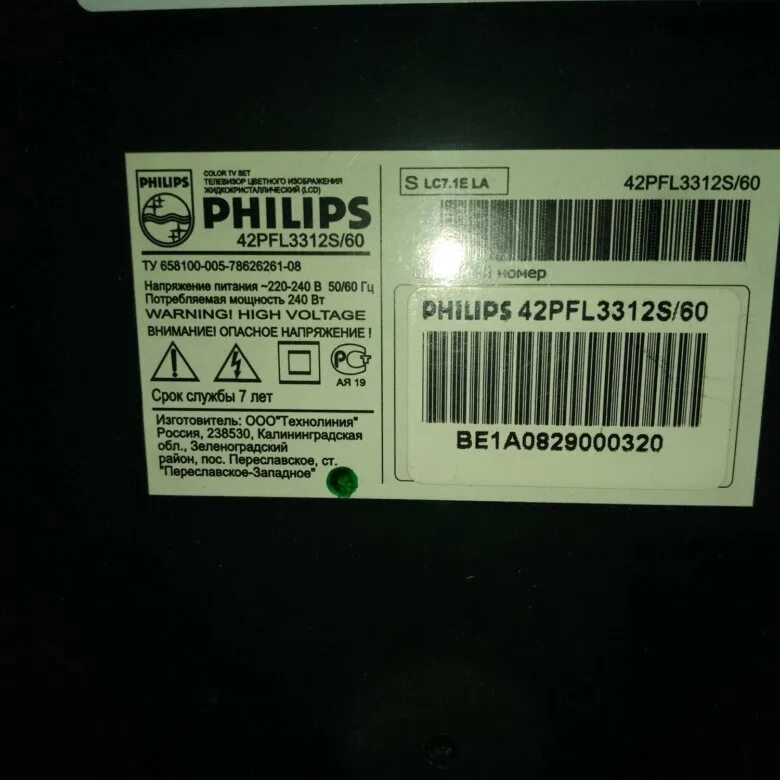 PHILIPS
COLOR TV SET
ТЕЛЕВИЗОР ЦВЕТНОГО ИЗОБРАЖЕНИЯ
ЖИДКОКРИСТАЛЛИЧЕСКИЙ (LCD)
PHILIPS
42PFL3312S/60
ТУ 658100-005-78626261-08
Напряжение питания ~220-240 В 50/60 Гц
Потребляемая мощность 240 Вт
WARNING! HIGH VOLTAGE
ВНИМАНИЕ! ОПАСНОЕ НАПРЯЖЕНИЕ !
АЯ 19
Срок службы 7 лет
Изготовитель: ООО"Технолиния"
Россия, 238530, Калининградская
обл., Зеленоградский
район, пос. Переславское, ст.
"Переславское-Западное"
S LC7.1E LA
42PFL3312S/60
номер
PHILIPS 42PFL3312S/60
BE1A0829000320